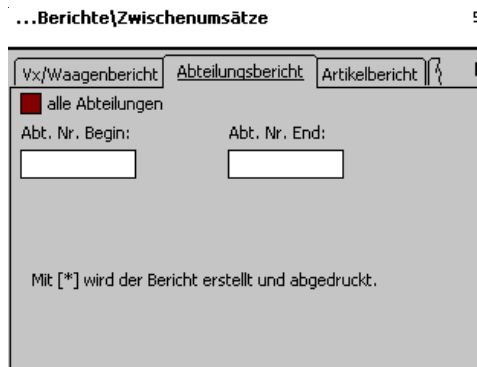 ...Berichte\Zwischenumsätze
Vx/Waagenbericht Abteilungsbericht Artikelbericht
alle Abteilungen
Abt. Nr. Begin: Abt. Nr. End:
Mit [*] wird der Bericht erstellt und abgedruckt.